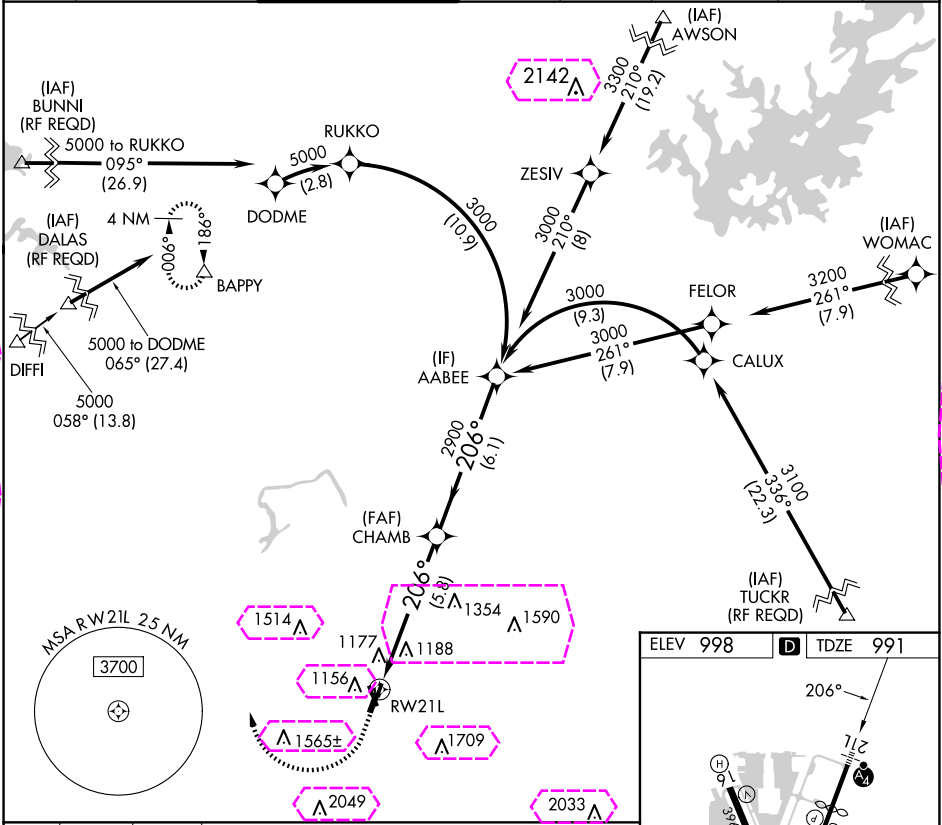 (IAF)
AWSON
2142
3300
210°
(19.2)
(IAF)
BUNNI
(RF REQD)
5000 to RUKKO
095°
(26.9)
RUKKO
5000
(2.8)
DODME
3000
(10.9)
ZESIV
3000
210°
(8)
(IAF)
DALAS
(RF REQD)
4 NM
006°
186°
BAPPY
(IAF)
WOMAC
3200
261°
(7.9)
FELOR
3000
(9.3)
3000
261°
(7.9)
CALUX
DIFFI
5000 to DODME
065° (27.4)
5000
058° (13.8)
(IF)
AABEE
2900
206°
(6.1)
3100
336°
(22.3)
(FAF)
CHAMB
206°
(5.8)
(IAF)
TUCKR
(RF REQD)
1354
1590
1514
1177
1188
1156
RW21L
1565±
1709
2049
2033
MSA RW21L 25 NM
3700
ELEV 998
D
TDZE 991
206°
21L
A4
H
16
V
P